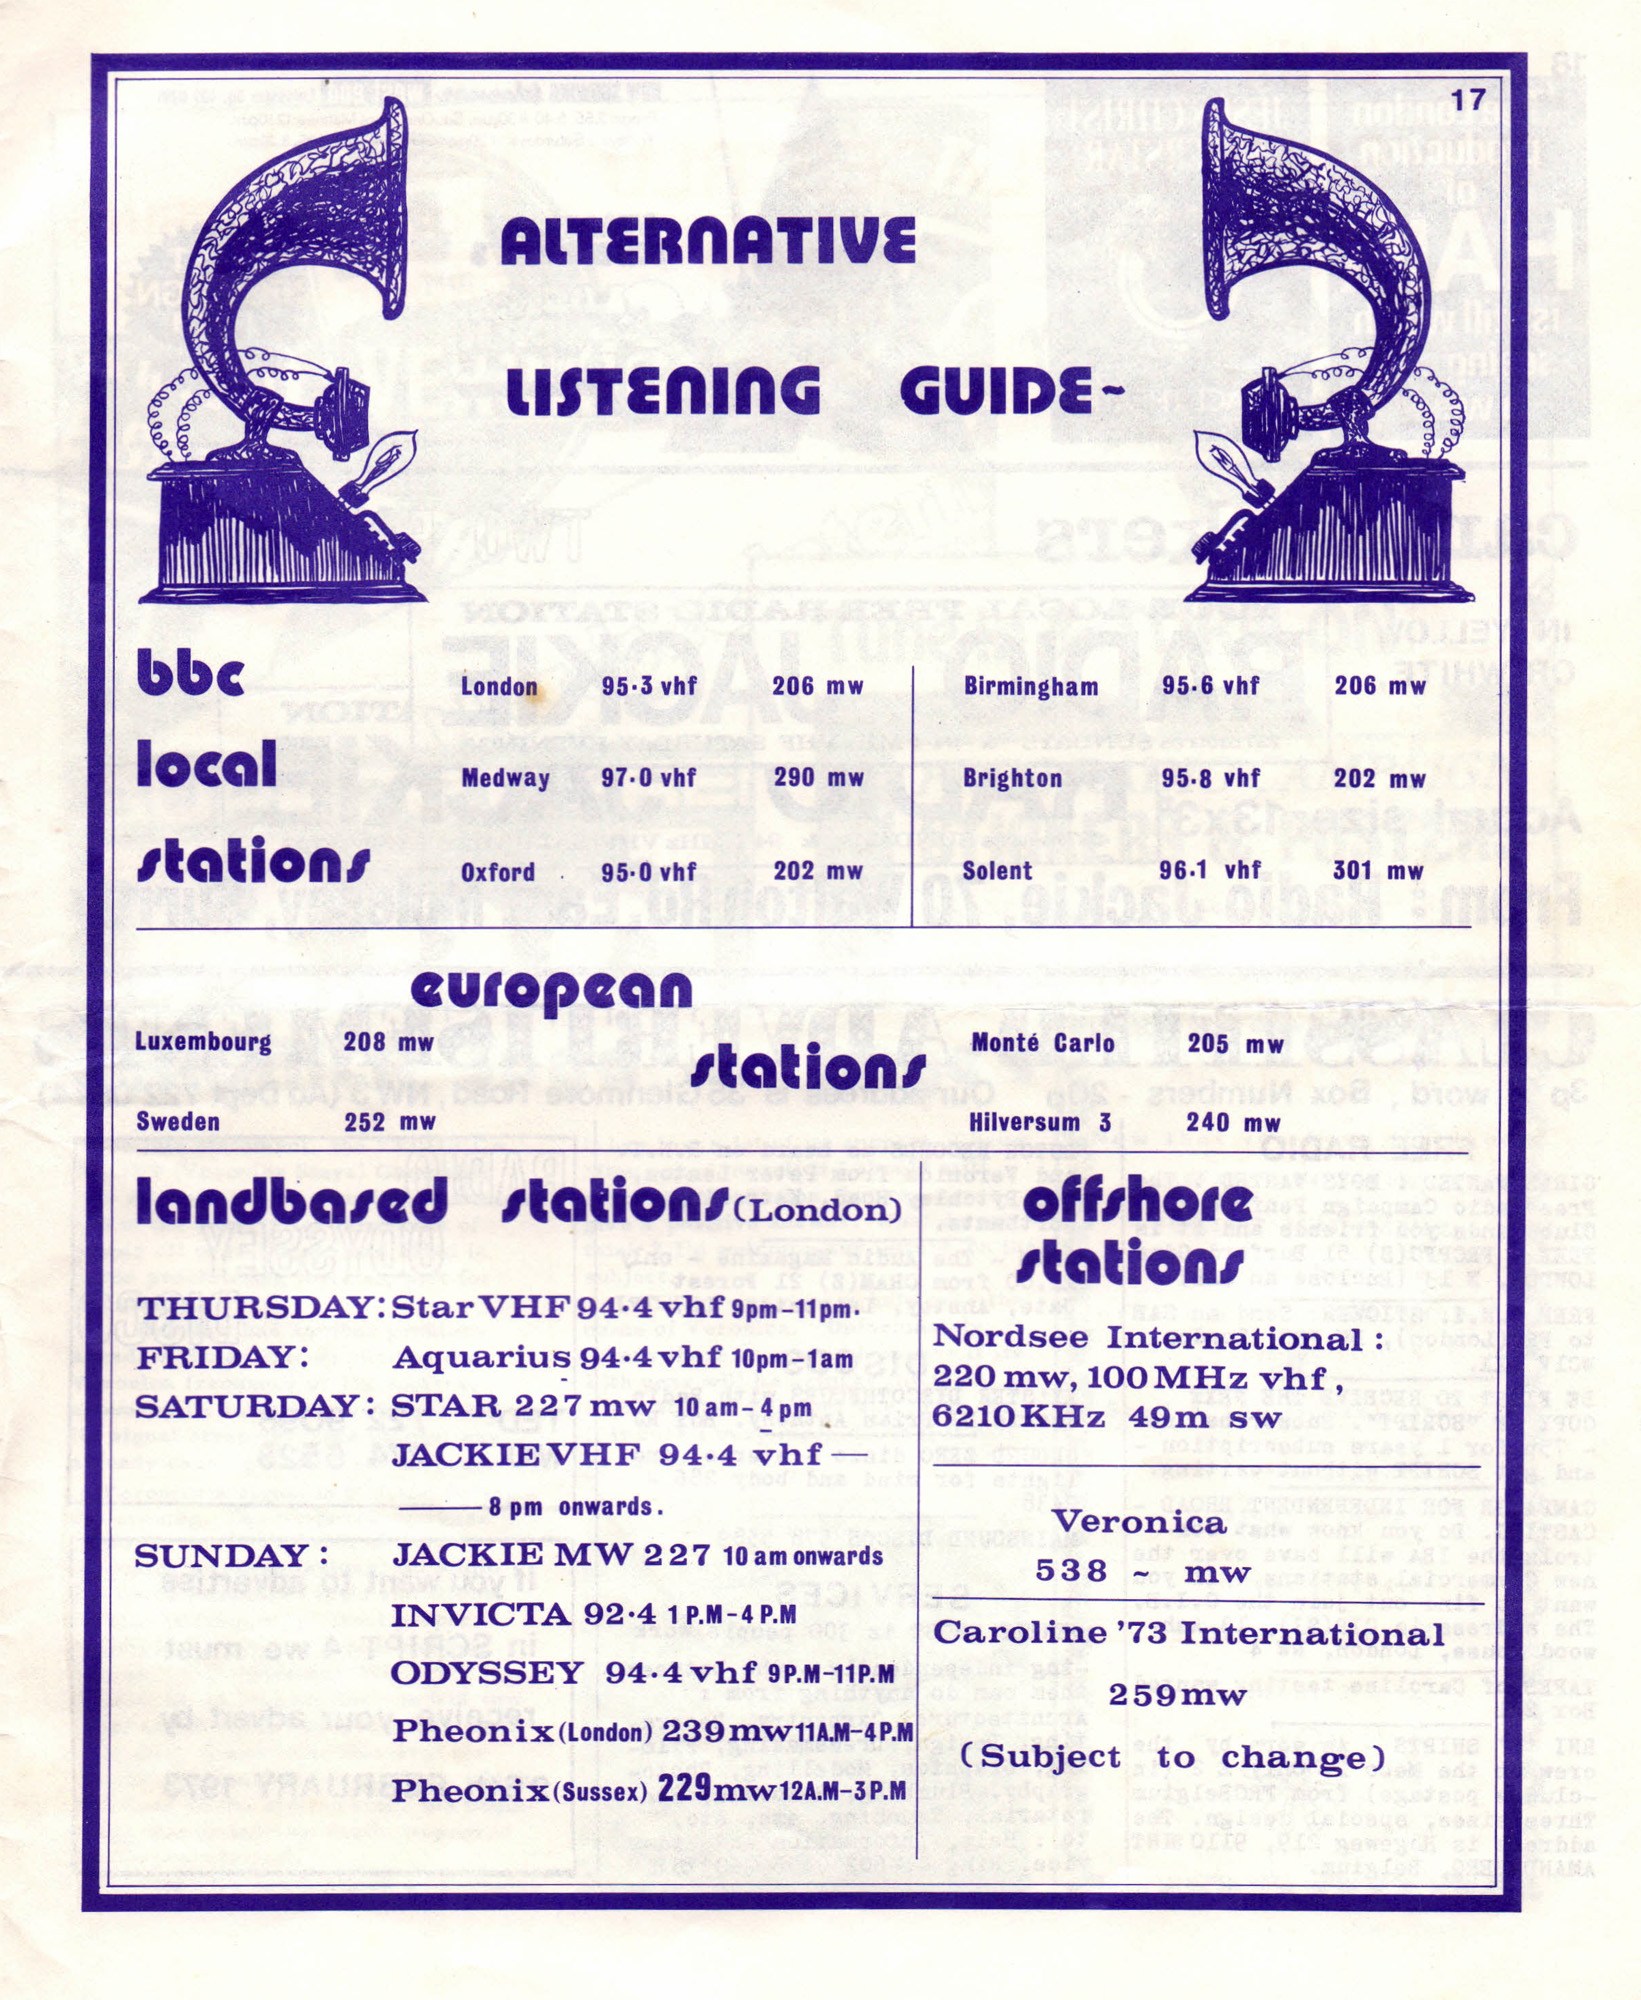 17
ALTERNATIVE
LISTENING GUIDE~
bbc
local
stations
London 95·3 vhf 206 mw
Medway 97·0 vhf 290 mw
Oxford 95·0 vhf 202 mw
Birmingham 95·6 vhf 206 mw
Brighton 95·8 vhf 202 mw
Solent 96·1 vhf 301 mw
european
stations
Luxembourg 208 mw
Sweden 252 mw
Monté Carlo 205 mw
Hilversum 3 240 mw
landbased stations (London)
THURSDAY: Star VHF 94·4 vhf 9pm-11pm·
FRIDAY: Aquarius 94·4 vhf 10pm-1am
SATURDAY: STAR 227 mw 10 am-4 pm
JACKIE VHF 94·4 vhf —
— 8 pm onwards.
SUNDAY: JACKIE MW 227 10 am onwards
INVICTA 92·4 1 P.M-4 P.M
ODYSSEY 94·4 vhf 9P.M-11P.M
Pheonix (London) 239mw 11A.M-4P.M
Pheonix (Sussex) 229mw 12A.M-3P.M
offshore
stations
Nordsee International:
220 mw, 100 MHz vhf,
6210 KHz 49m sw
Veronica
538 ~ mw
Caroline '73 International
259mw
(Subject to change)